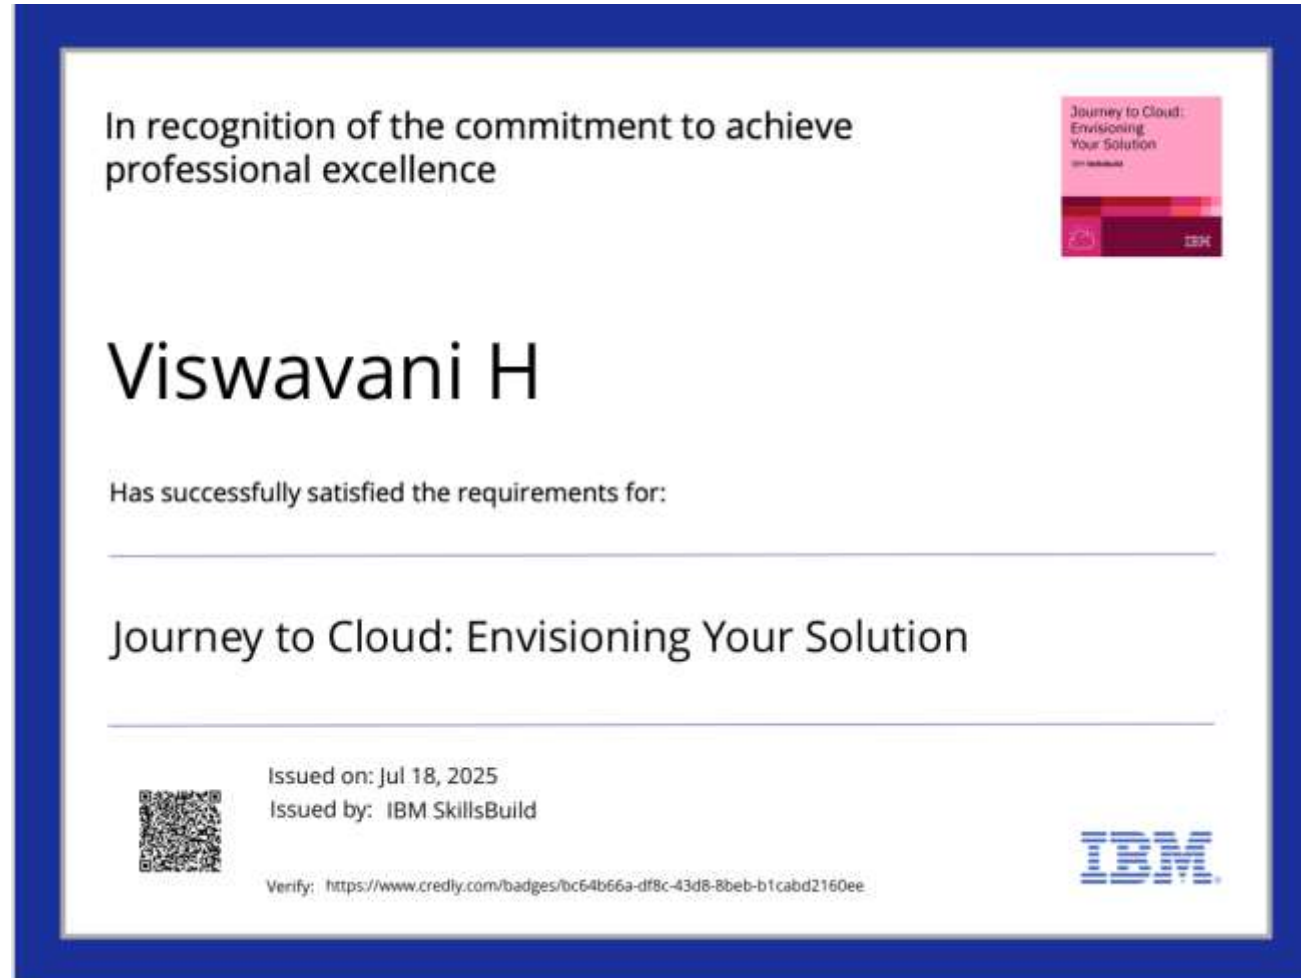 In recognition of the commitment to achieve
professional excellence
Journey to Cloud:
Envisioning
Your Solution
IBM SkillsBuild
IBM
Viswavani H
Has successfully satisfied the requirements for:
Journey to Cloud: Envisioning Your Solution
Issued on: Jul 18, 2025
Issued by: IBM SkillsBuild
Verify: https://www.credly.com/badges/bc64b66a-df8c-43d8-8beb-b1cabd2160ee
IBM.